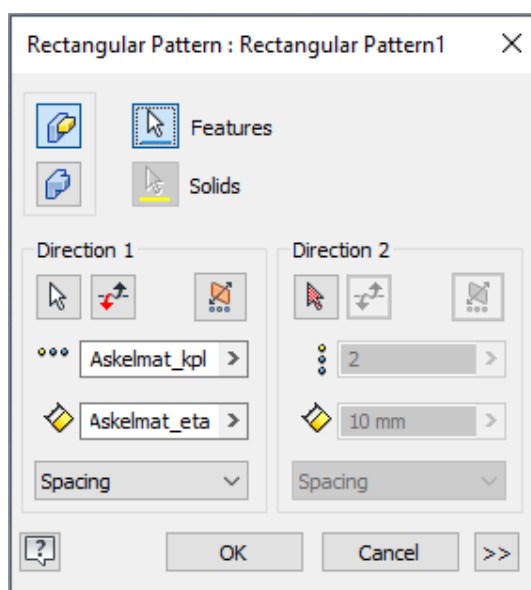 Rectangular Pattern : Rectangular Pattern1
Features
Solids
Direction 1
Direction 2
Askelmat_kpl
2
Askelmat_eta
10 mm
Spacing
Spacing
?
OK
Cancel
>>